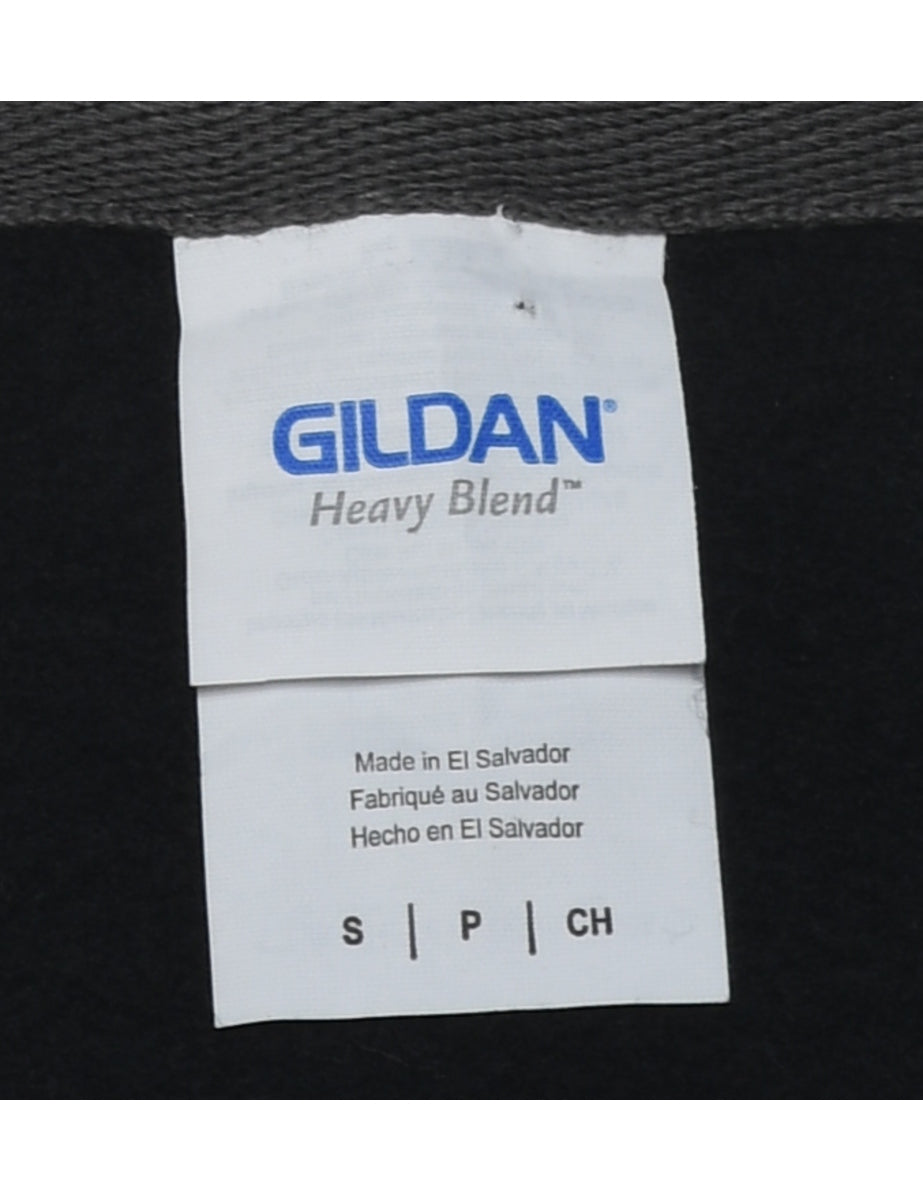 GILDAN®
Heavy Blend™
Made in El Salvador
Fabriqué au Salvador
Hecho en El Salvador
S | P | CH